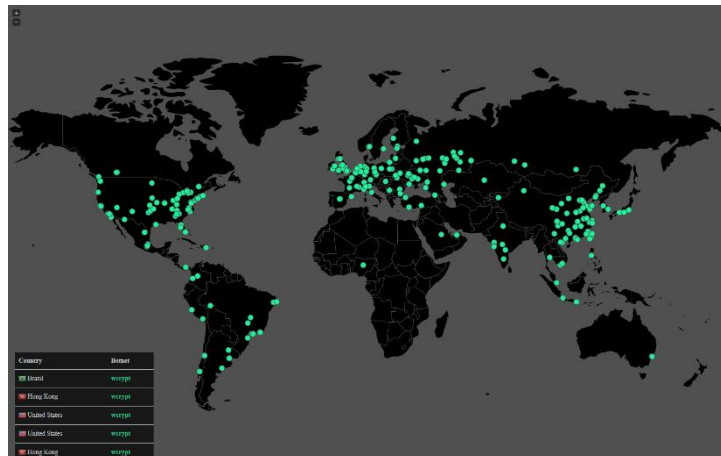 +
−
Country Botnet
Brazil wcrypt
Hong Kong wcrypt
United States wcrypt
United States wcrypt
Hong Kong wcrypt